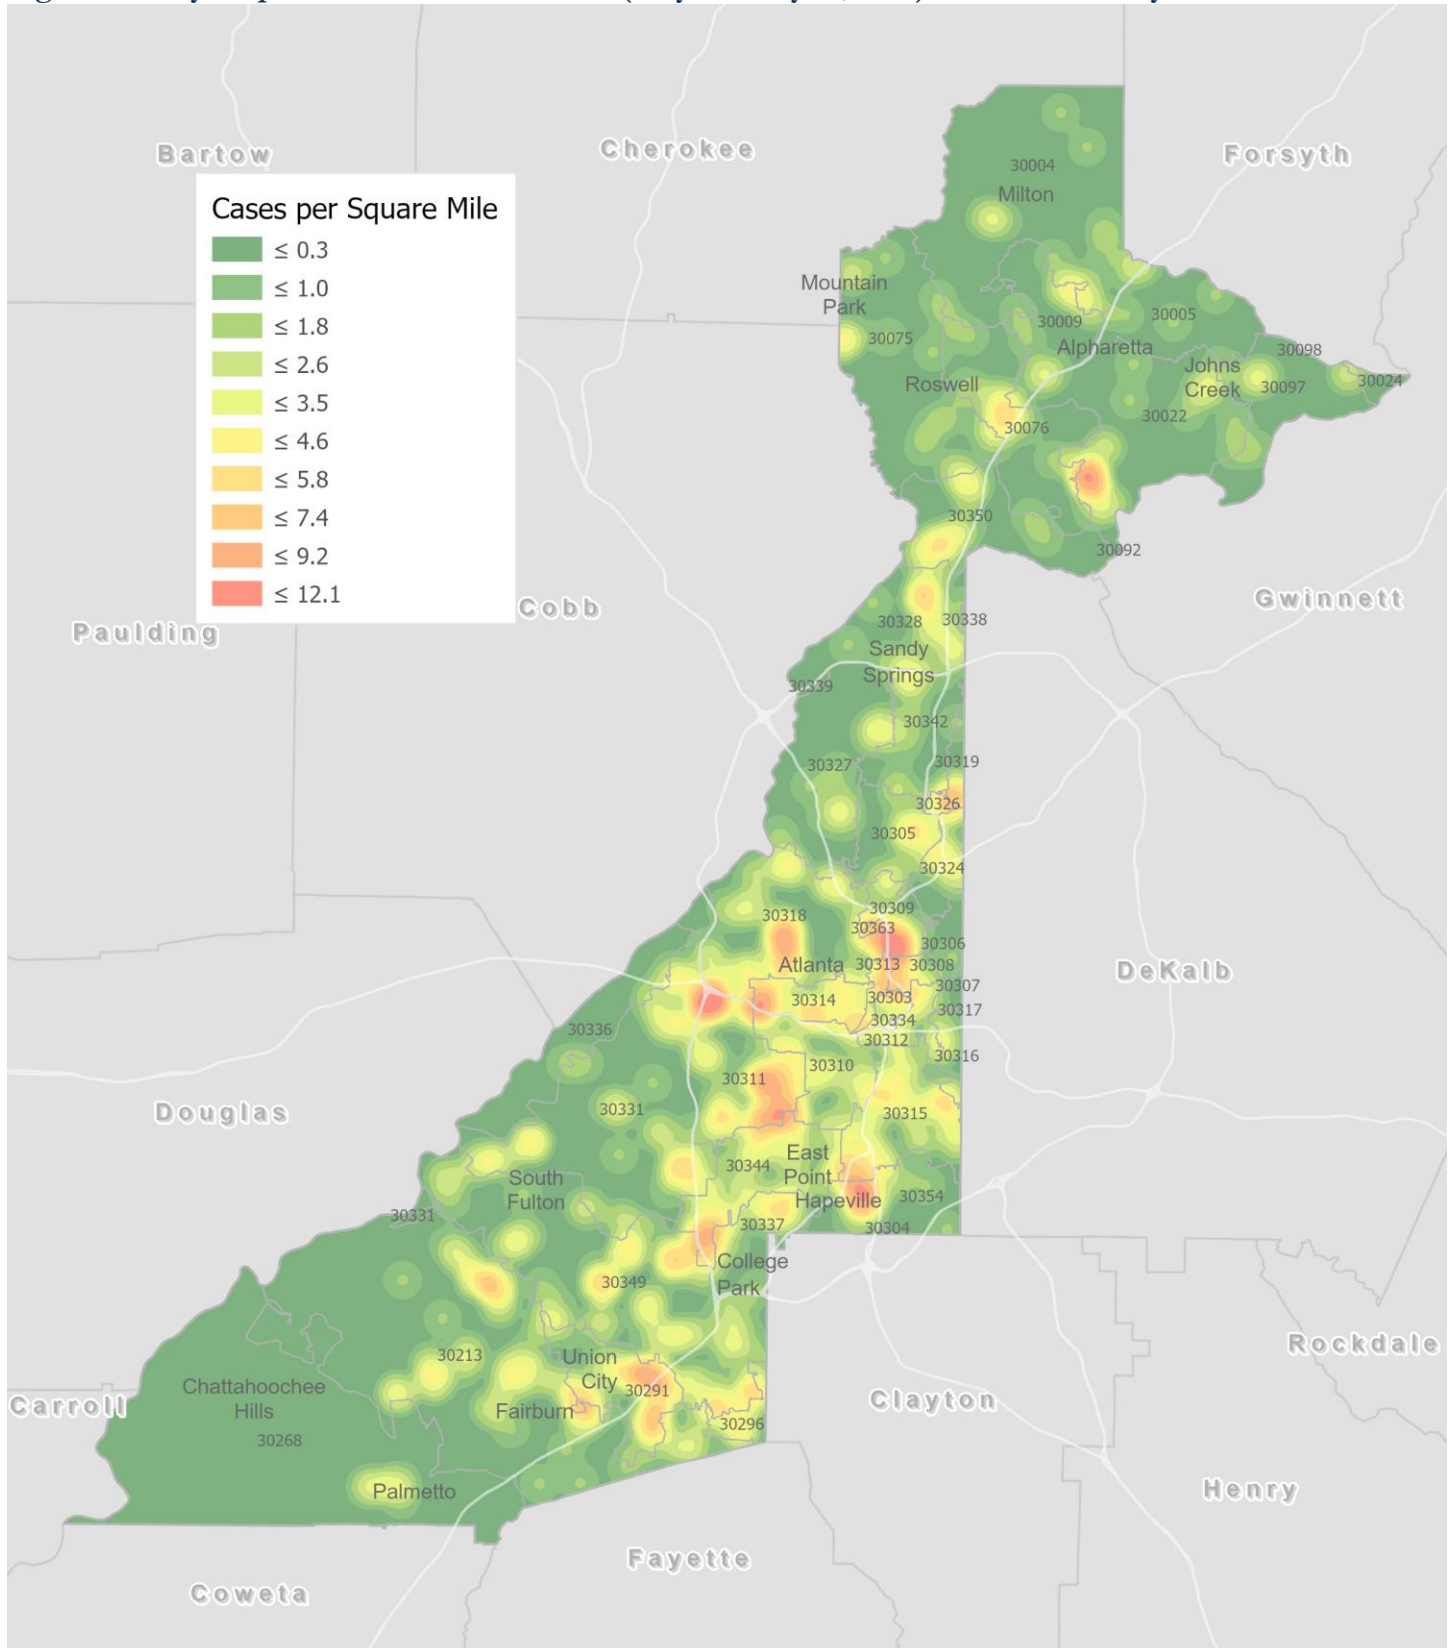 Bartow
Cherokee
Forsyth
Cases per Square Mile
≤ 0.3
≤ 1.0
≤ 1.8
≤ 2.6
≤ 3.5
≤ 4.6
≤ 5.8
≤ 7.4
≤ 9.2
≤ 12.1
30004
Milton
Mountain
Park
30075
30009
30005
Alpharetta
30098
Johns
Creek
30097
30024
Roswell
30022
30076
30350
30092
Paulding
Cobb
Gwinnett
30328
30338
Sandy
Springs
30339
30342
30327
30319
30326
30305
30324
30318
30309
30363
30306
Atlanta
30313
30308
DeKalb
30307
30314
30303
30317
30334
30336
30312
30316
30311
30310
Douglas
30331
30315
East
Point
30344
South
Fulton
30354
Hapeville
30331
30337
30304
College
Park
30349
Rockdale
30213
Union
City
Chattahoochee
Hills
30291
Carroll
Clayton
Fairburn
30296
30268
Palmetto
Henry
Fayette
Coweta